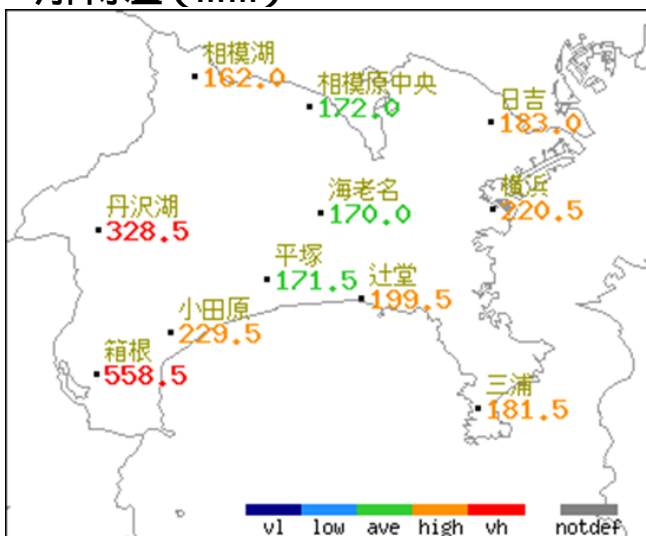 相模湖
162.0
相模原中央
172.0
日吉
183.0
海老名
170.0
横浜
220.5
丹沢湖
328.5
平塚
171.5
辻堂
199.5
小田原
229.5
箱根
558.5
三浦
181.5
vl low ave high vh notdef